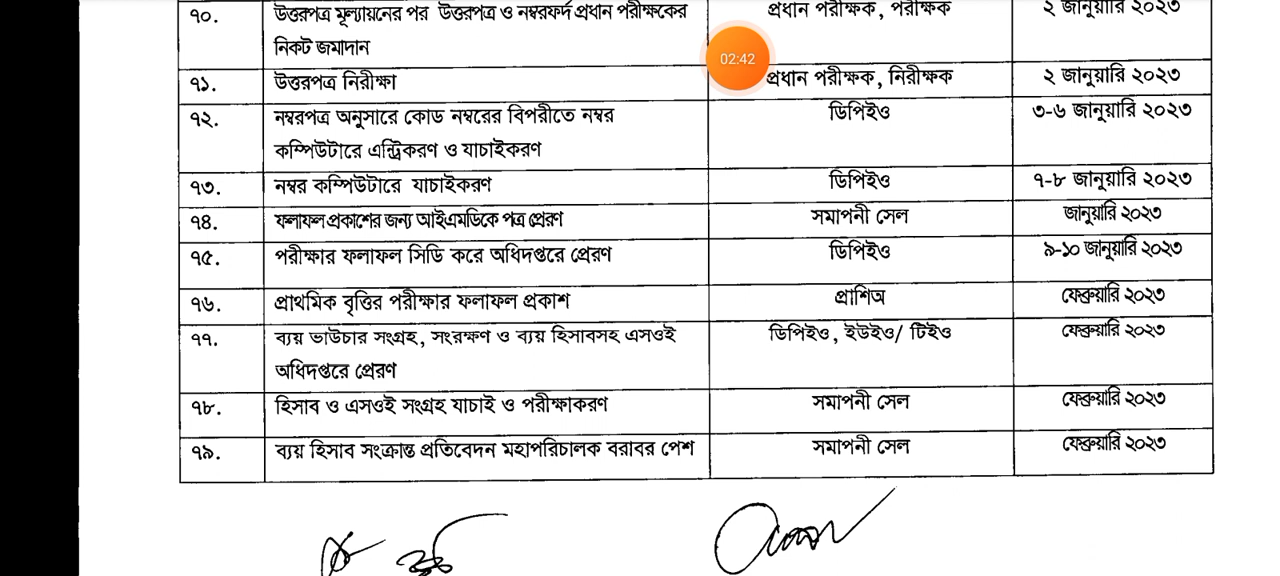 ৭০. উত্তরপত্র মূল্যায়নের পর উত্তরপত্র ও নম্বরফর্দ প্রধান পরীক্ষকের প্রধান পরীক্ষক, পরীক্ষক ২ জানুয়ারি ২০২৩
নিকট জমাদান
02:42
৭১. উত্তরপত্র নিরীক্ষা প্রধান পরীক্ষক, নিরীক্ষক ২ জানুয়ারি ২০২৩
৭২. নম্বরপত্র অনুসারে কোড নম্বরের বিপরীতে নম্বর ডিপিইও ৩-৬ জানুয়ারি ২০২৩
কম্পিউটারে এন্ট্রিকরণ ও যাচাইকরণ
৭৩. নম্বর কম্পিউটারে যাচাইকরণ ডিপিইও ৭-৮ জানুয়ারি ২০২৩
৭৪. ফলাফল প্রকাশের জন্য আইএমডিকে পত্র প্রেরণ সমাপনী সেল জানুয়ারি ২০২৩
৭৫. পরীক্ষার ফলাফল সিডি করে অধিদপ্তরে প্রেরণ ডিপিইও ৯-১০ জানুয়ারি ২০২৩
৭৬. প্রাথমিক বৃত্তির পরীক্ষার ফলাফল প্রকাশ প্রাশিঅ ফেব্রুয়ারি ২০২৩
৭৭. ব্যয় ভাউচার সংগ্রহ, সংরক্ষণ ও ব্যয় হিসাবসহ এসওই ডিপিইও, ইউইও/ টিইও ফেব্রুয়ারি ২০২৩
অধিদপ্তরে প্রেরণ
৭৮. হিসাব ও এসওই সংগ্রহ যাচাই ও পরীক্ষাকরণ সমাপনী সেল ফেব্রুয়ারি ২০২৩
৭৯. ব্যয় হিসাব সংক্রান্ত প্রতিবেদন মহাপরিচালক বরাবর পেশ সমাপনী সেল ফেব্রুয়ারি ২০২৩